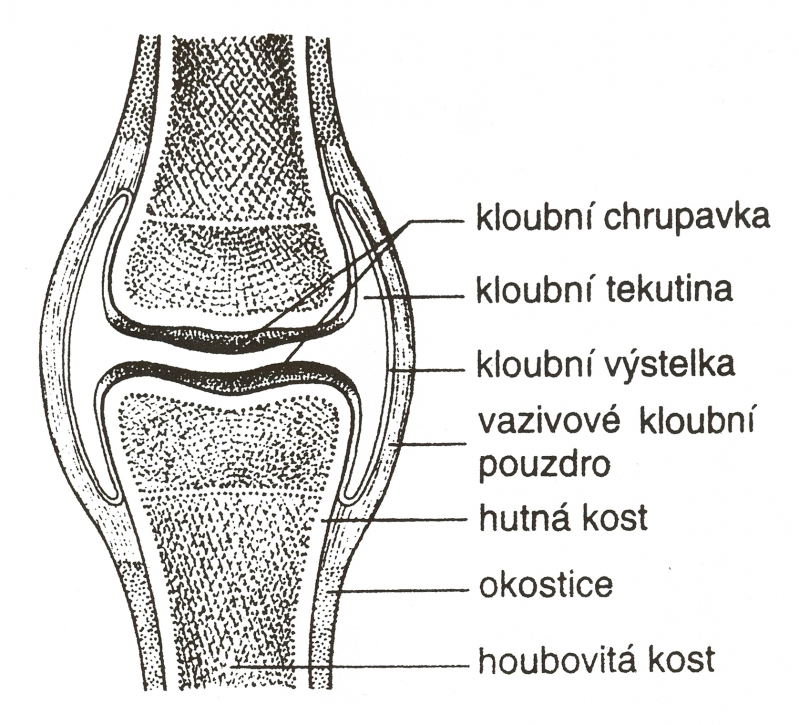 kloubní chrupavka
kloubní tekutina
kloubní výstelka
vazivové kloubní
pouzdro
hutná kost
okostice
houbovitá kost